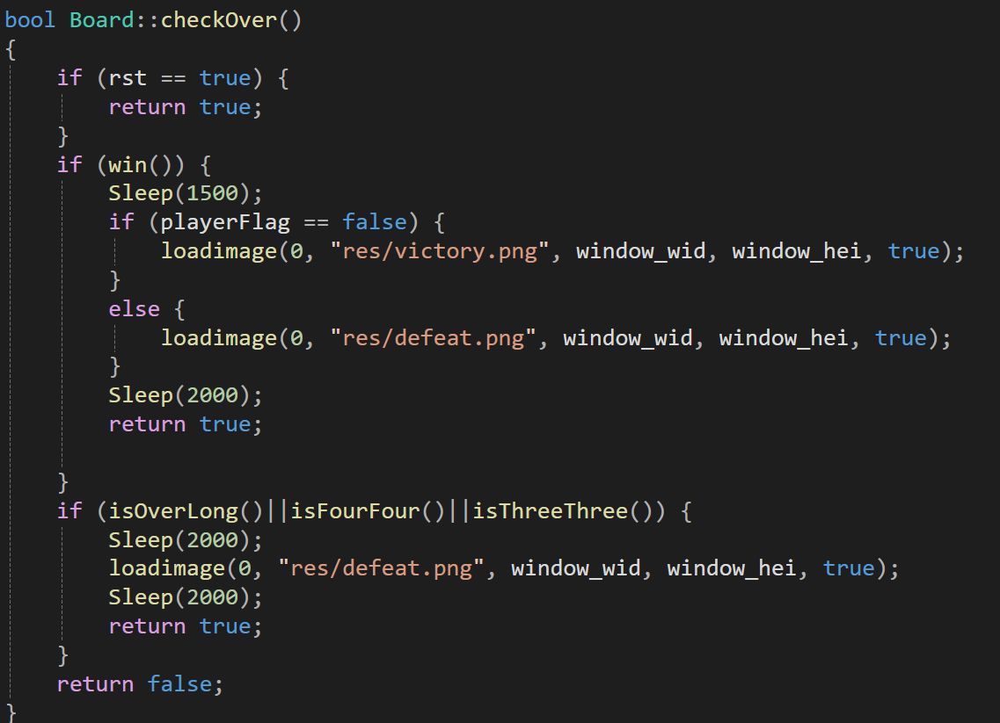 bool Board::checkOver()
{
    if (rst == true) {
        return true;
    }
    if (win()) {
        Sleep(1500);
        if (playerFlag == false) {
            loadimage(0, "res/victory.png", window_wid, window_hei, true);
        }
        else {
            loadimage(0, "res/defeat.png", window_wid, window_hei, true);
        }
        Sleep(2000);
        return true;

    }
    if (isOverLong()||isFourFour()||isThreeThree()) {
        Sleep(2000);
        loadimage(0, "res/defeat.png", window_wid, window_hei, true);
        Sleep(2000);
        return true;
    }
    return false;
}